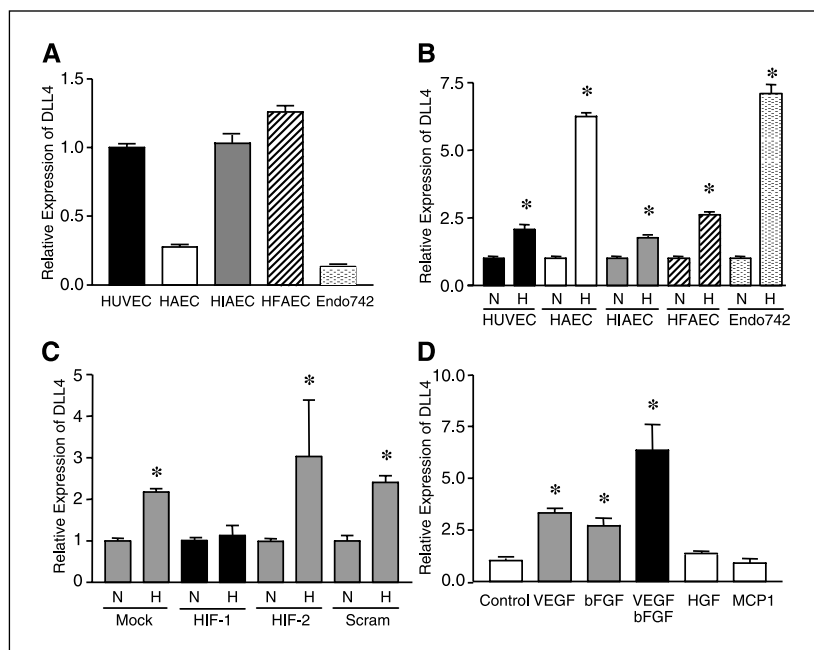 A
Relative Expression of DLL4
1.5
1.0
0.5
0.0
HUVEC HAEC HIAEC HFAEC Endo742
B
Relative Expression of DLL4
7.5
5.0
2.5
0.0
* * * * *
N H N H N H N H N H
HUVEC HAEC HIAEC HFAEC Endo742
C
Relative Expression of DLL4
5
4
3
2
1
0
* * *
N H N H N H N H
Mock HIF-1 HIF-2 Scram
D
Relative Expression of DLL4
10.0
7.5
5.0
2.5
0.0
* * *
Control VEGF bFGF VEGF HGF MCP1
bFGF